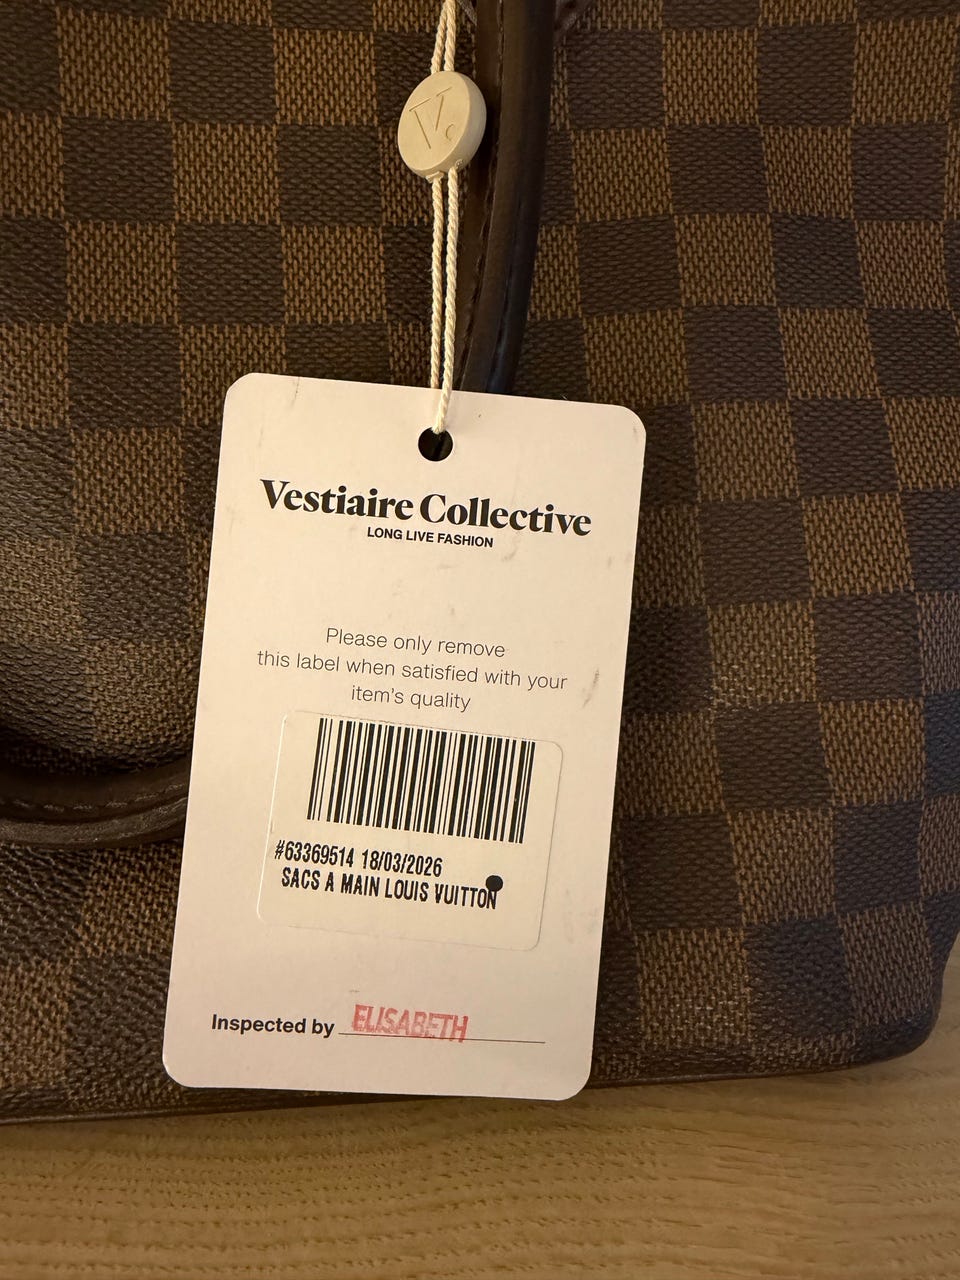 V.c
Vestiaire Collective
LONG LIVE FASHION
Please only remove
this label when satisfied with your
item's quality
#63369514 18/03/2026
SACS A MAIN LOUIS VUITTON
Inspected by ELISABETH